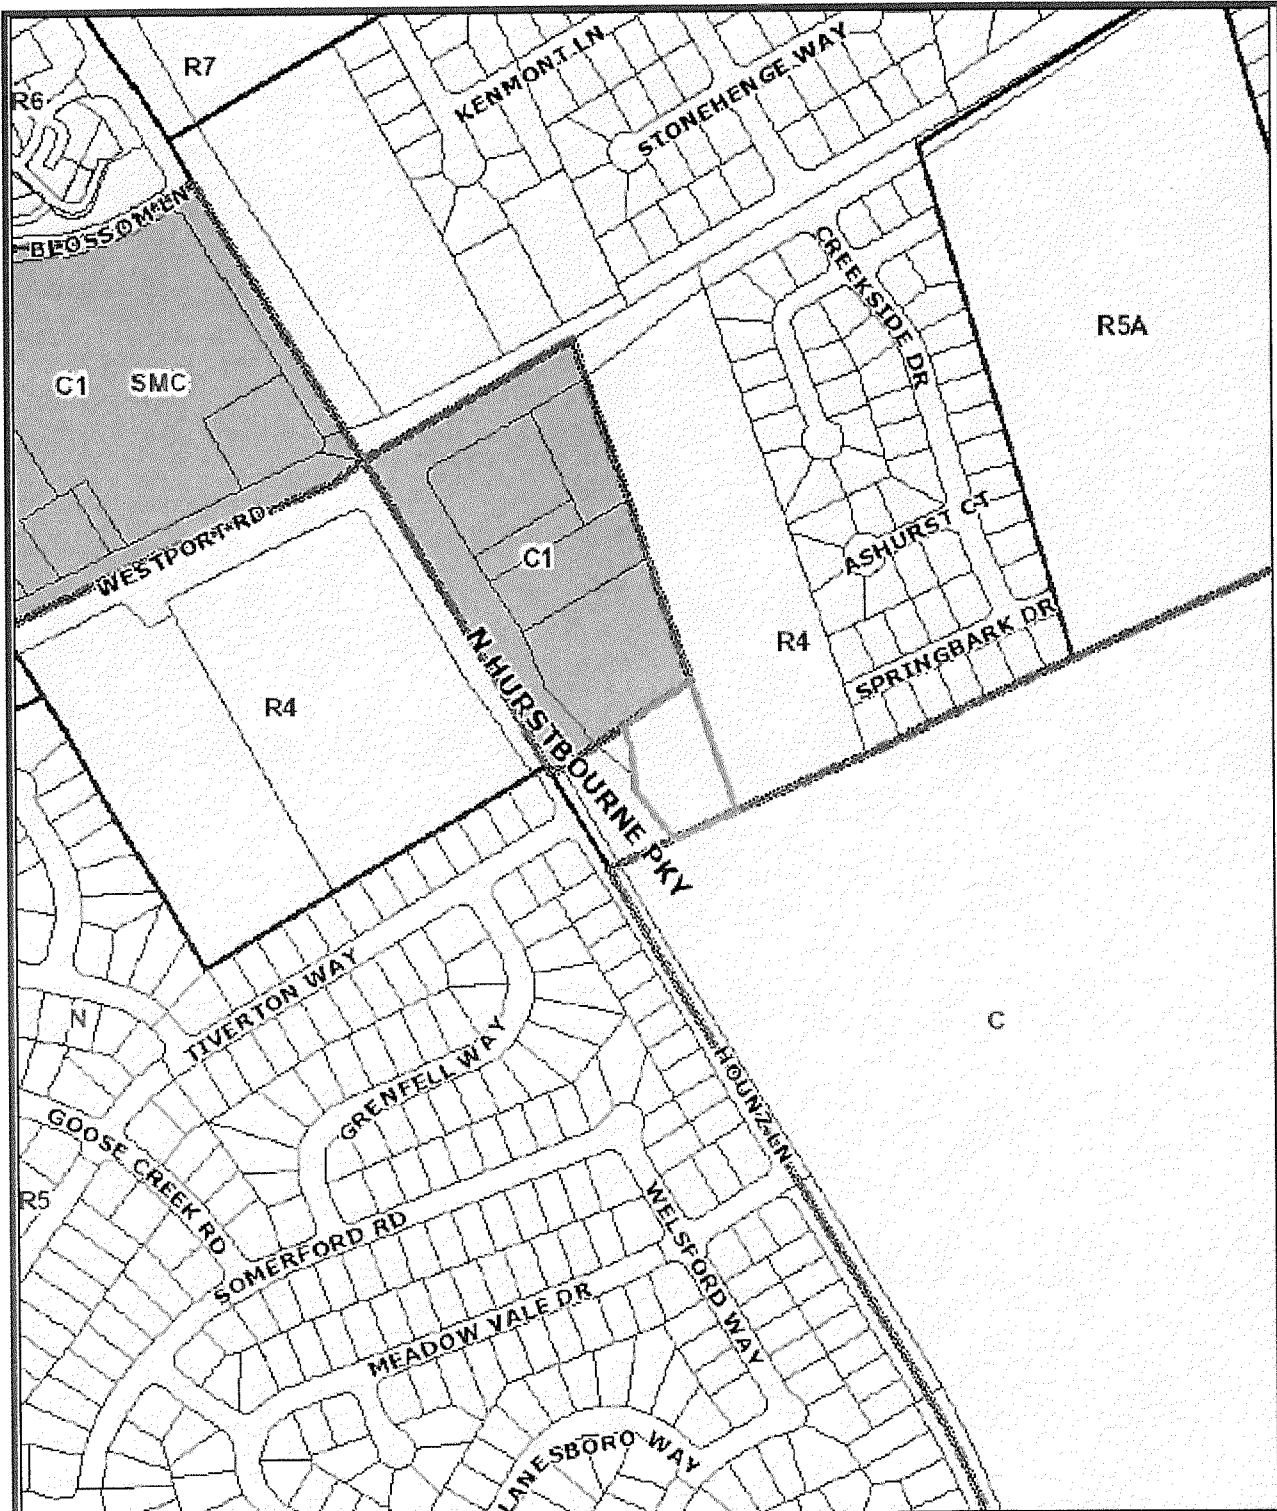 R7
KENMONT LN
STONEHENGE WAY
R6
BLOSSOM LN
CREEKSIDE DR
R5A
C1
SMC
WESTPORT RD
ASHURST CT
C1
R4
SPRINGBARK DR
R4
N HURSTBOURNE PKY
TIVERTON WAY
N
C
GRENFELL WAY
HOUNZ LN
GOOSE CREEK RD
R5
WELSFORD WAY
SOMERFORD RD
MEADOW VALE DR
LANESBORO WAY